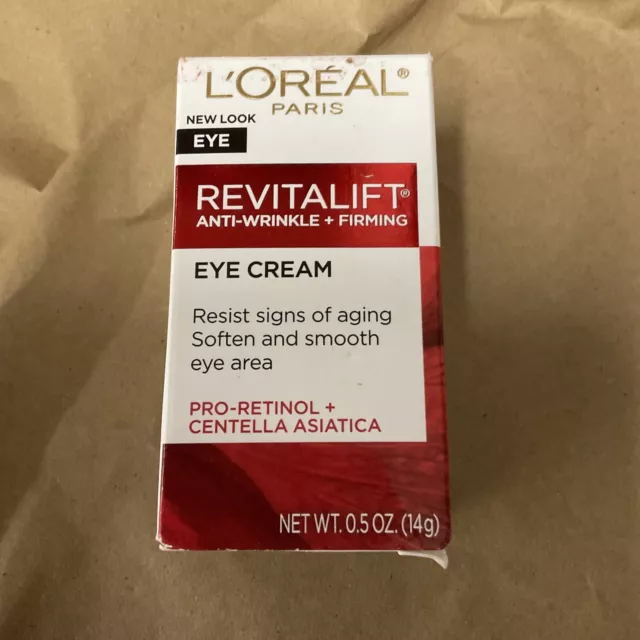 L'ORÉAL®
PARIS
NEW LOOK
EYE
REVITALIFT®
ANTI-WRINKLE + FIRMING
EYE CREAM
Resist signs of aging
Soften and smooth
eye area
PRO-RETINOL +
CENTELLA ASIATICA
NET WT. 0.5 OZ. (14g)